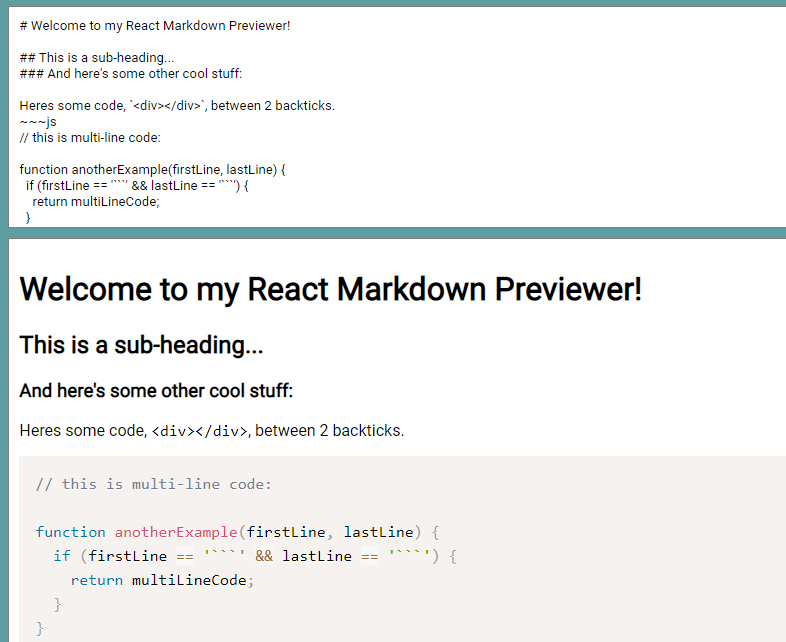 # Welcome to my React Markdown Previewer!
## This is a sub-heading...
### And here's some other cool stuff:
Heres some code, `<div></div>`, between 2 backticks.
~~~js
// this is multi-line code:
function anotherExample(firstLine, lastLine) {
  if (firstLine == '```' && lastLine == '```') {
    return multiLineCode;
  }
Welcome to my React Markdown Previewer!
This is a sub-heading...
And here's some other cool stuff:
Heres some code, <div></div>, between 2 backticks.
// this is multi-line code:
function anotherExample(firstLine, lastLine) {
  if (firstLine == '```' && lastLine == '```') {
    return multiLineCode;
  }
}